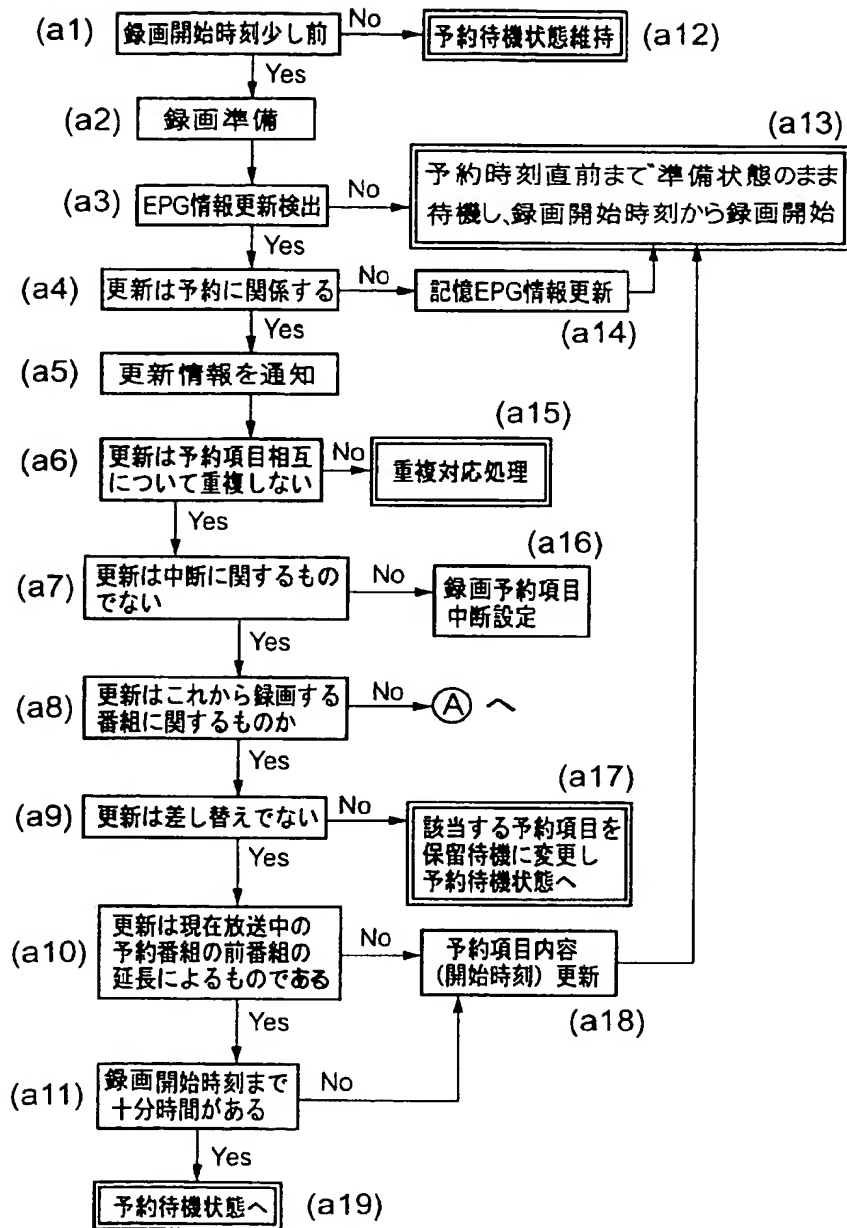 (a1)
録画開始時刻少し前
No
予約待機状態維持
(a12)
Yes
(a2)
録画準備
(a13)
予約時刻直前まで準備状態のまま
待機し、録画開始時刻から録画開始
(a3)
EPG情報更新検出
No
Yes
(a4)
更新は予約に関係する
No
記憶EPG情報更新
(a14)
Yes
(a5)
更新情報を通知
(a15)
(a6)
更新は予約項目相互
について重複しない
No
重複対応処理
Yes
(a16)
(a7)
更新は中断に関するもの
でない
No
録画予約項目
中断設定
Yes
(a8)
更新はこれから録画する
番組に関するものか
No
Ⓐ へ
Yes
(a17)
(a9)
更新は差し替えでない
No
該当する予約項目を
保留待機に変更し
予約待機状態へ
Yes
(a10)
更新は現在放送中の
予約番組の前番組の
延長によるものである
No
予約項目内容
(開始時刻) 更新
(a18)
Yes
(a11)
録画開始時刻まで
十分時間がある
No
Yes
予約待機状態へ
(a19)